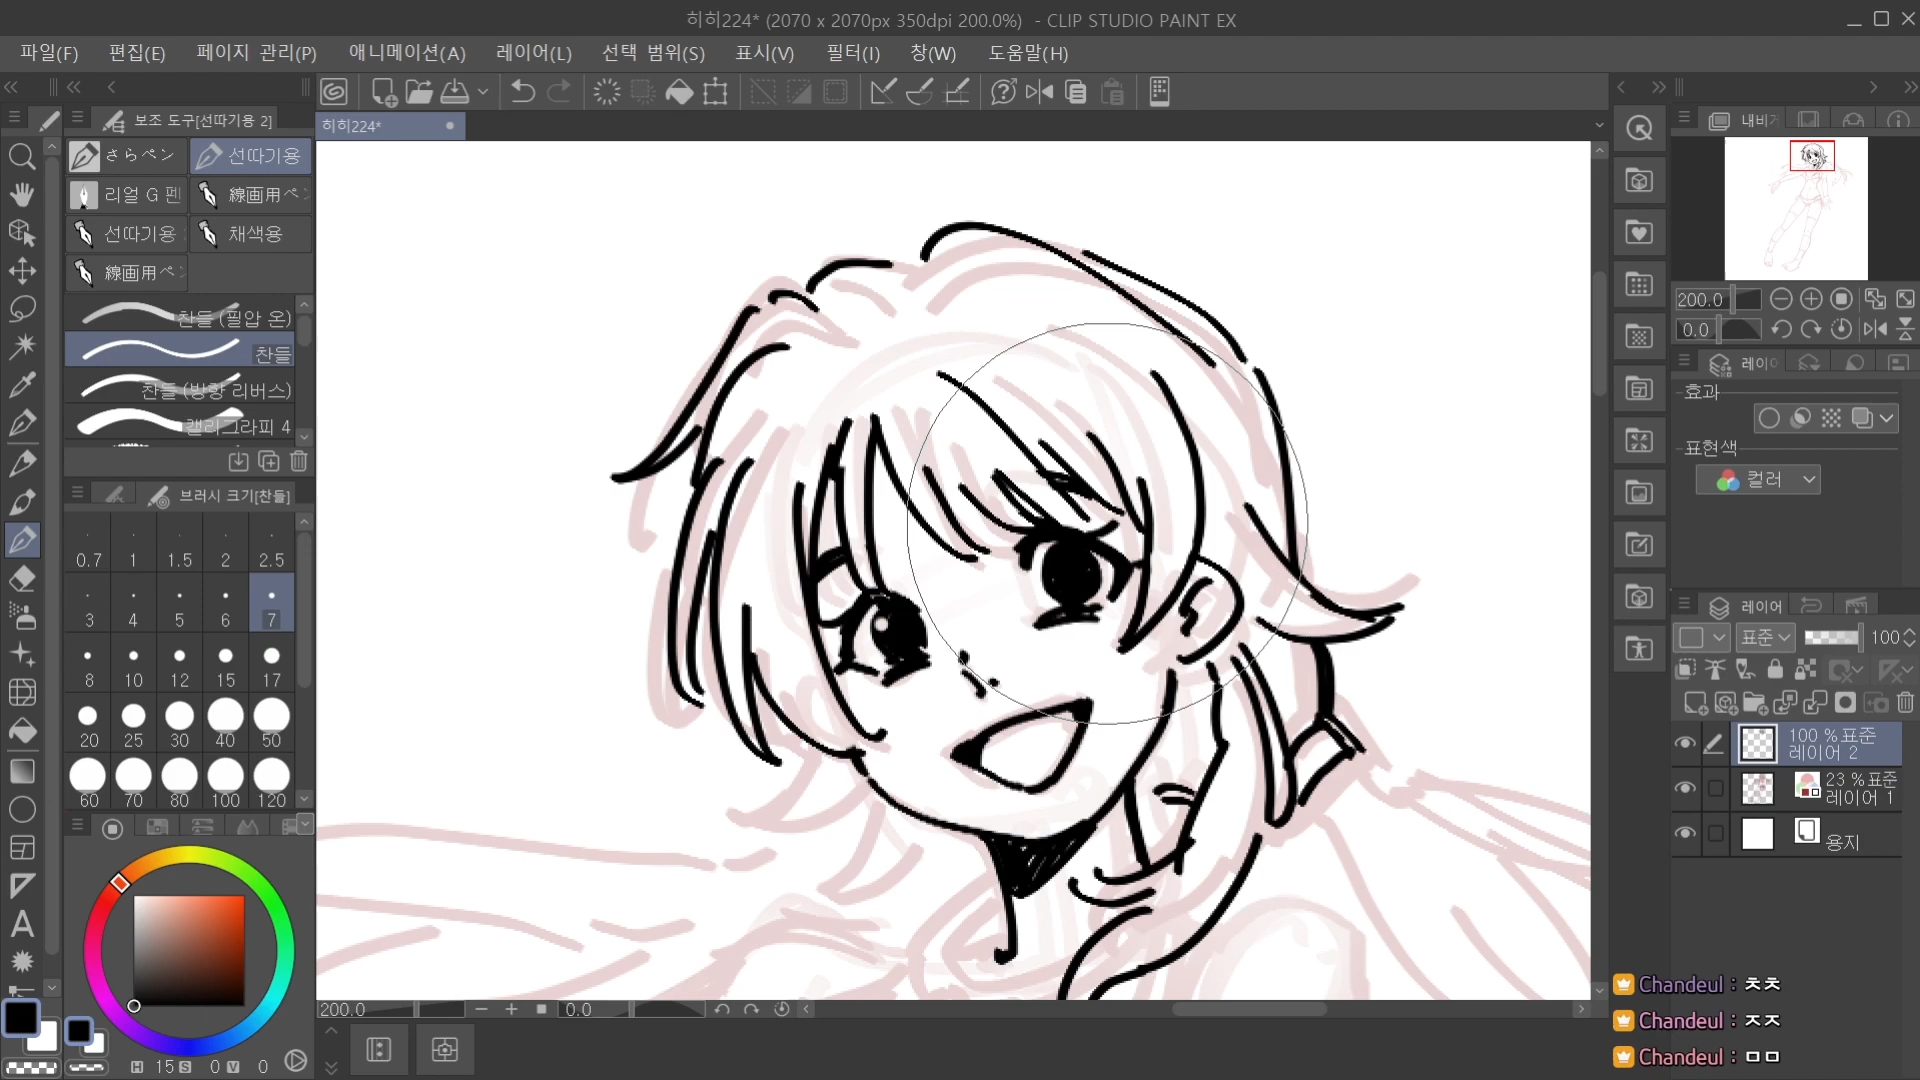 히히224* (2070 x 2070px 350dpi 200.0%) - CLIP STUDIO PAINT EX
파일(F) 편집(E) 페이지 관리(P) 애니메이션(A) 레이어(L) 선택 범위(S) 표시(V) 필터(I) 창(W) 도움말(H)
보조 도구[선따기용 2]
히히224*
さらペン 선따기용
리얼 G 펜 線画用ペ
선따기용 채색용
線画用ペ
찬들 (필압 온)
찬들
찬들 (방향 리버스)
캘리그라피 4
브러시 크기[찬들]
0.7 1 1.5 2 2.5
3 4 5 6 7
8 10 12 15 17
20 25 30 40 50
60 70 80 100 120
H 15 S 0 V 0
200.0 0.0
내비
200.0
0.0
레이어
효과
표현색
컬러
레이어
표준 100
100 %표준
레이어 2
23 %표준
레이어 1
용지
Chandeul : ㅊㅊ
Chandeul : ㅈㅈ
Chandeul : ㅁㅁ